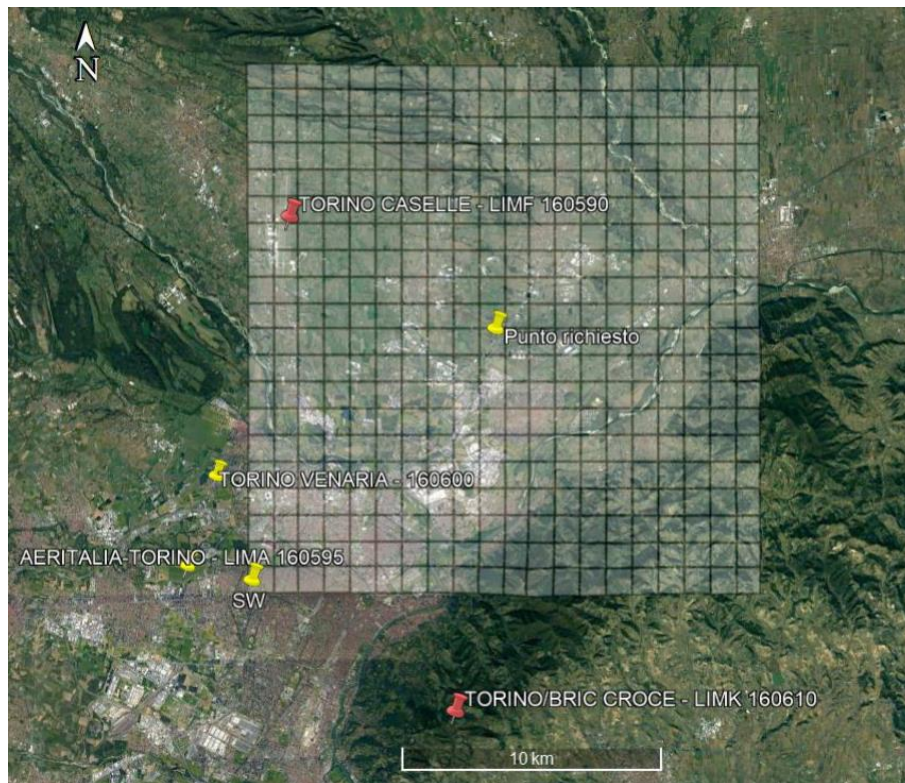 N
TORINO CASELLE - LIMF 160590
Punto richiesto
TORINO VENARIA - 160600
AERITALIA-TORINO - LIMA 160595
SW
TORINO/BRIC CROCE - LIMK 160610
10 km